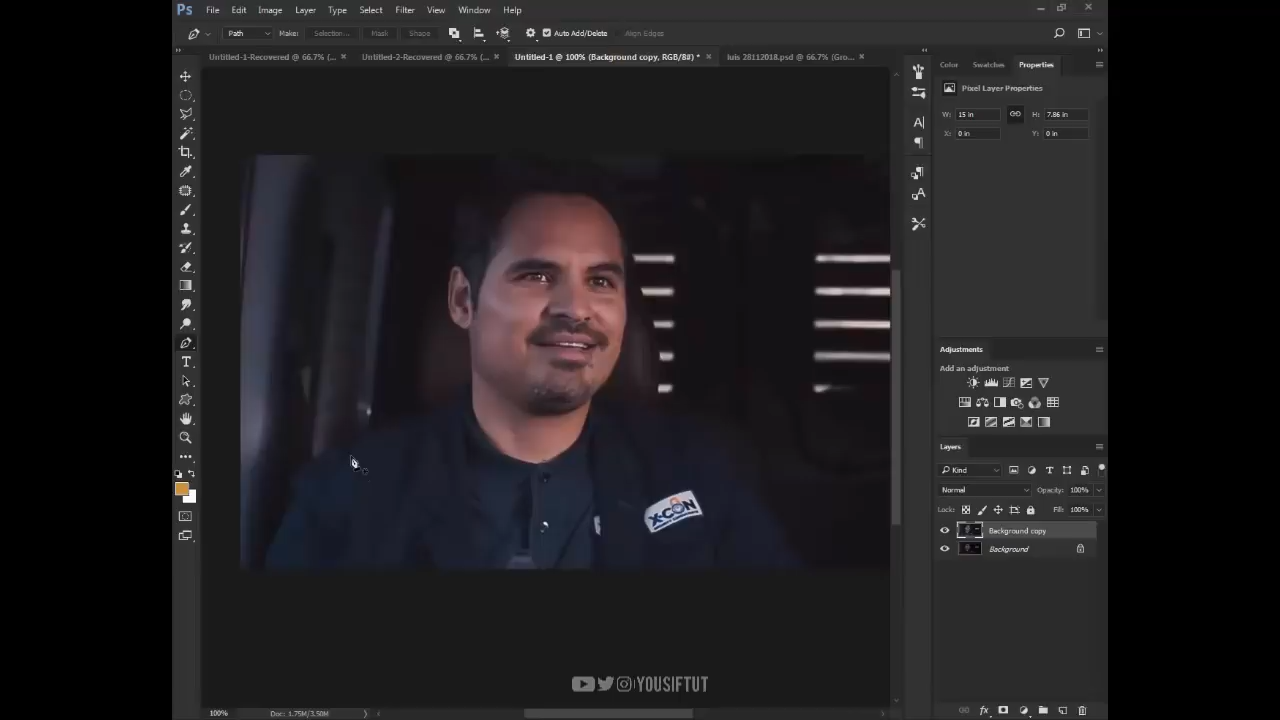 Ps File Edit Image Layer Type Select Filter View Window Help
Path Make: Selection... Mask Shape Auto Add/Delete Align Edges
Untitled-1-Recovered @ 66.7% (... × Untitled-2-Recovered @ 66.7% (... × Untitled-1 @ 100% (Background copy, RGB/8#) * × luis 28112018.psd @ 66.7% (Gro... ×
Color Swatches Properties
Pixel Layer Properties
W: 15 in H: 7.86 in
X: 0 in Y: 0 in
Adjustments
Add an adjustment
Layers
Kind
Normal Opacity: 100%
Lock: Fill: 100%
Background copy
Background
X-CON
YOUSIFTUT
100% Doc: 1.75M/3.50M